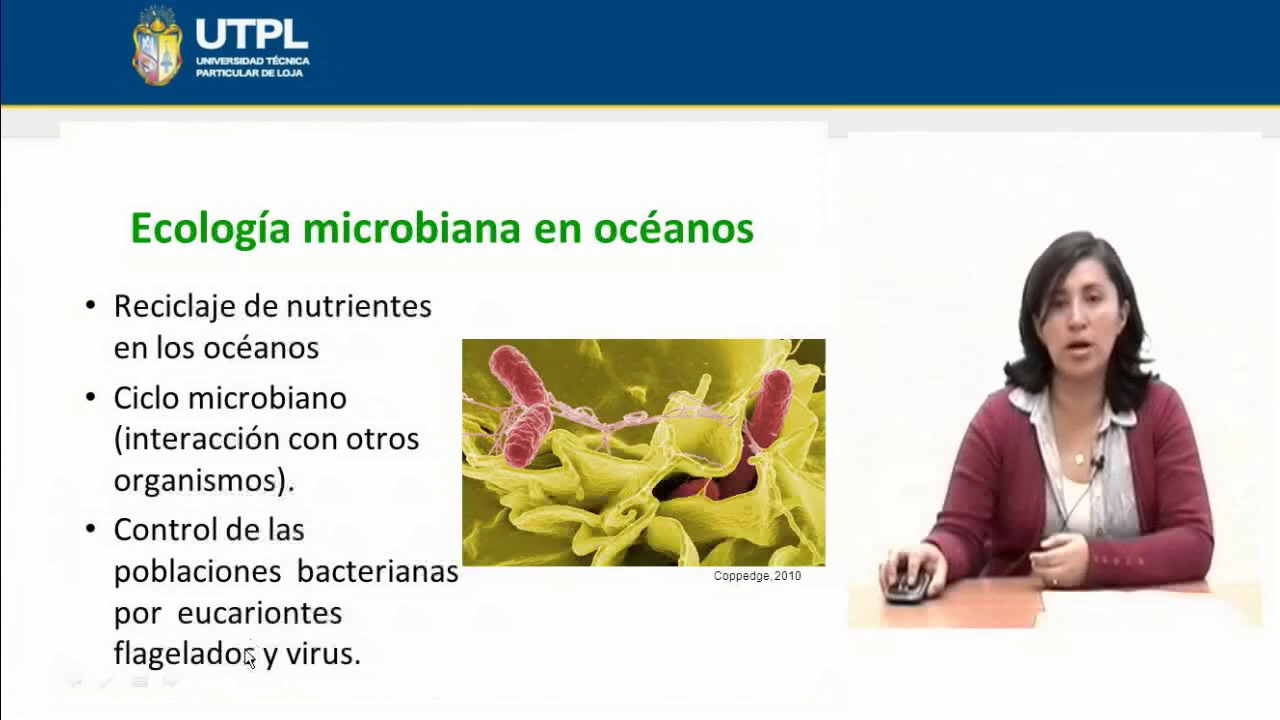 UTPL
UNIVERSIDAD TÉCNICA
PARTICULAR DE LOJA
Ecología microbiana en océanos
• Reciclaje de nutrientes
en los océanos
• Ciclo microbiano
(interacción con otros
organismos).
• Control de las
poblaciones bacterianas
por eucariontes
flagelados y virus.
Coppedge, 2010